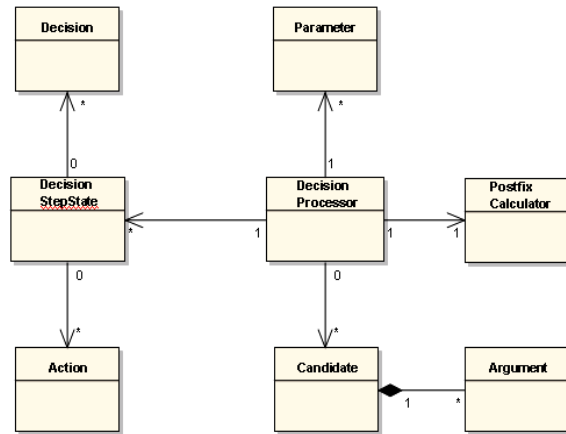 Decision
Parameter
*
*
0
1
Decision
StepState
Decision
Processor
Postfix
Calculator
*
1
1
1
0
0
*
*
Action
Candidate
Argument
1
*